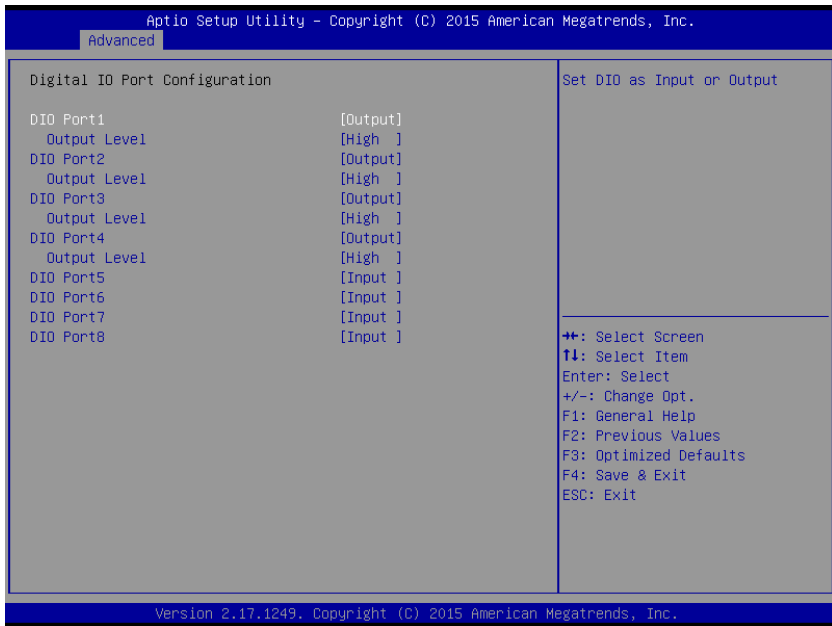 Aptio Setup Utility – Copyright (C) 2015 American Megatrends, Inc.
Advanced
Digital IO Port Configuration
DIO Port1 [Output]
Output Level [High ]
DIO Port2 [Output]
Output Level [High ]
DIO Port3 [Output]
Output Level [High ]
DIO Port4 [Output]
Output Level [High ]
DIO Port5 [Input ]
DIO Port6 [Input ]
DIO Port7 [Input ]
DIO Port8 [Input ]
Set DIO as Input or Output
→←: Select Screen
↑↓: Select Item
Enter: Select
+/-: Change Opt.
F1: General Help
F2: Previous Values
F3: Optimized Defaults
F4: Save & Exit
ESC: Exit
Version 2.17.1249. Copyright (C) 2015 American Megatrends, Inc.